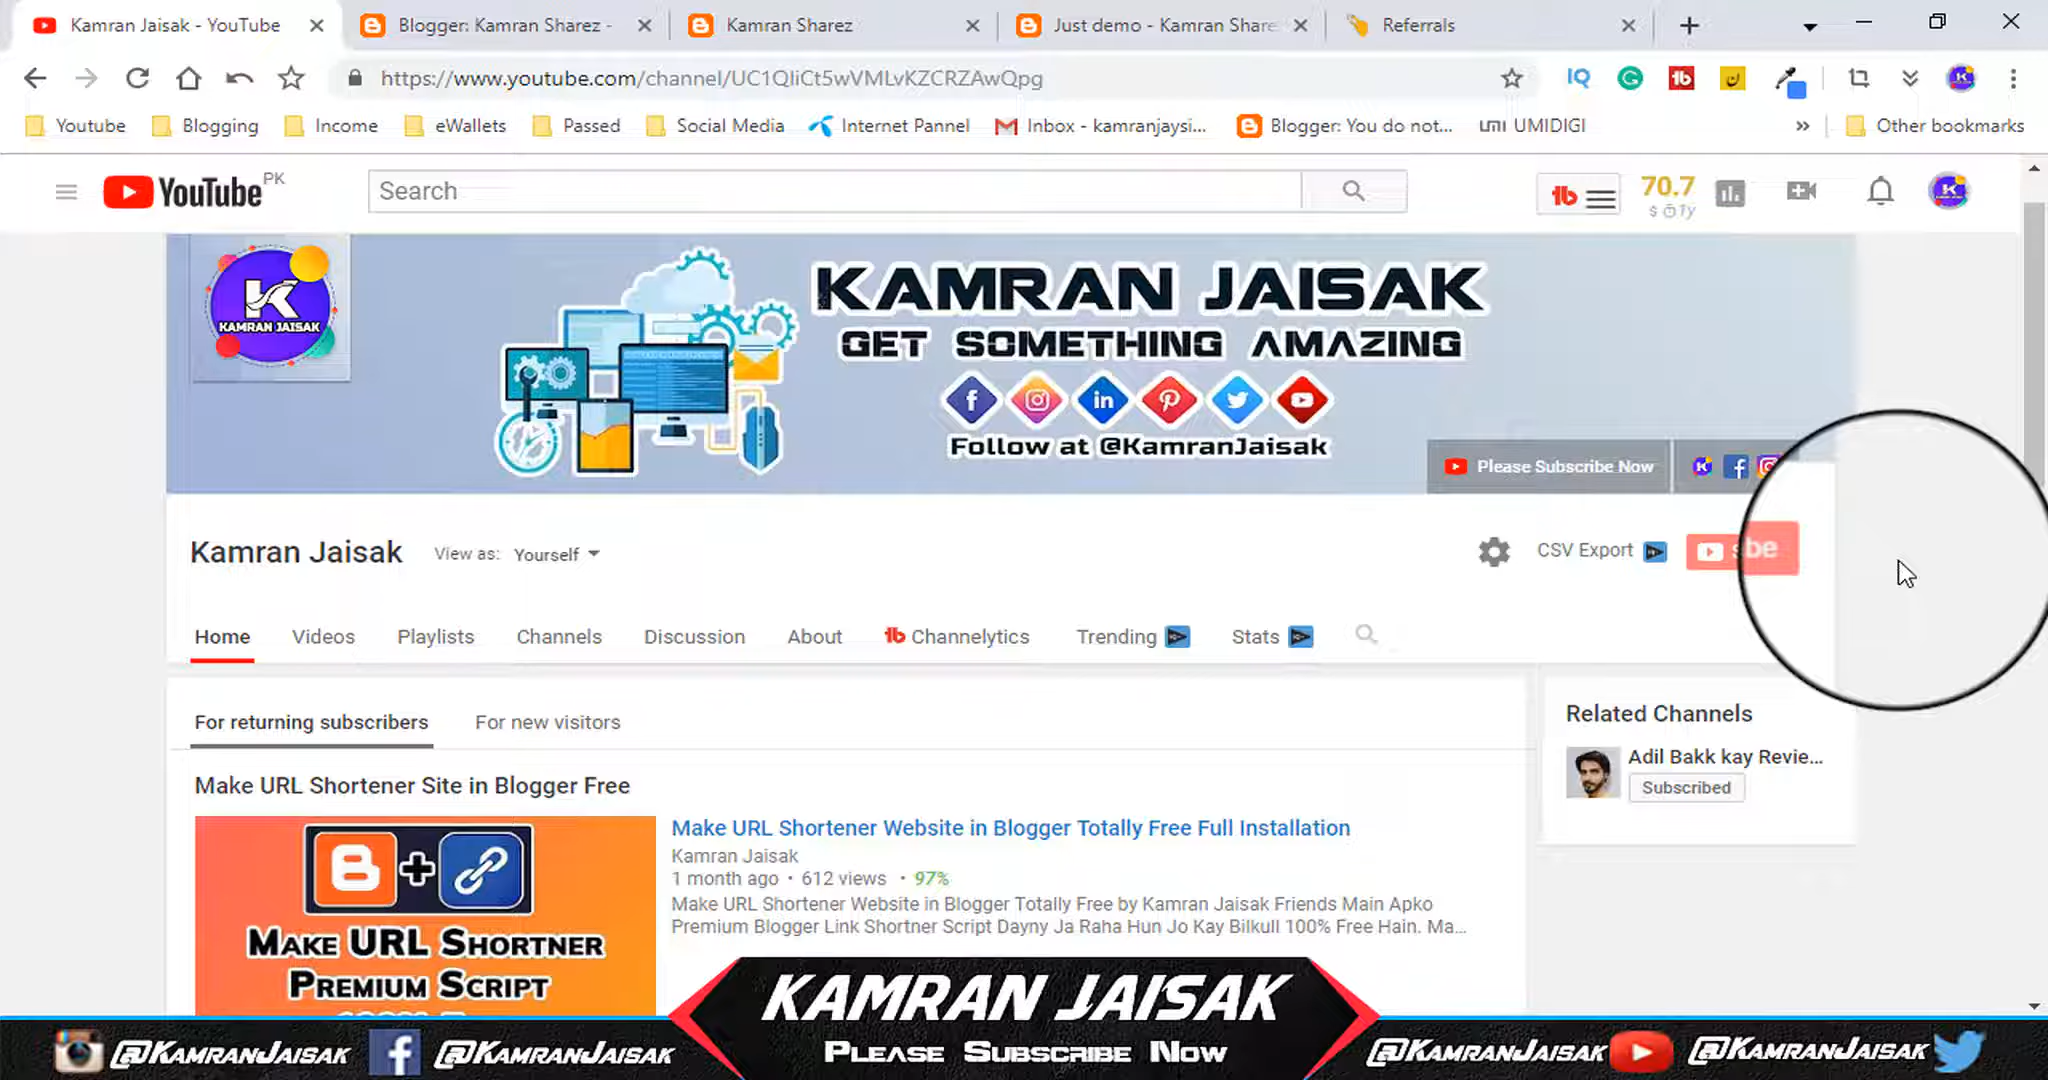 Kamran Jaisak - YouTube
Blogger: Kamran Sharez -
Kamran Sharez
Just demo - Kamran Share
Referrals
https://www.youtube.com/channel/UC1QIiCt5wVMLvKZCRZAwQpg
IQ
Youtube
Blogging
Income
eWallets
Passed
Social Media
Internet Pannel
Inbox - kamranjaysi...
Blogger: You do not...
UMI UMIDIGI
Other bookmarks
YouTube PK
Search
70.7
$ 1y
KAMRAN JAISAK
KAMRAN JAISAK
GET SOMETHING AMAZING
Follow at @KamranJaisak
Please Subscribe Now
Kamran Jaisak
View as: Yourself
CSV Export
be
Home
Videos
Playlists
Channels
Discussion
About
Channelytics
Trending
Stats
For returning subscribers
For new visitors
Related Channels
Adil Bakk kay Revie...
Subscribed
Make URL Shortener Site in Blogger Free
MAKE URL SHORTNER
PREMIUM SCRIPT
Make URL Shortener Website in Blogger Totally Free Full Installation
Kamran Jaisak
1 month ago • 612 views • 97%
Make URL Shortener Website in Blogger Totally Free by Kamran Jaisak Friends Main Apko
Premium Blogger Link Shortner Script Dayny Ja Raha Hun Jo Kay Bilkull 100% Free Hain. Ma...
KAMRAN JAISAK
PLEASE SUBSCRIBE NOW
@KAMRANJAISAK
@KAMRANJAISAK
@KAMRANJAISAK
@KAMRANJAISAK